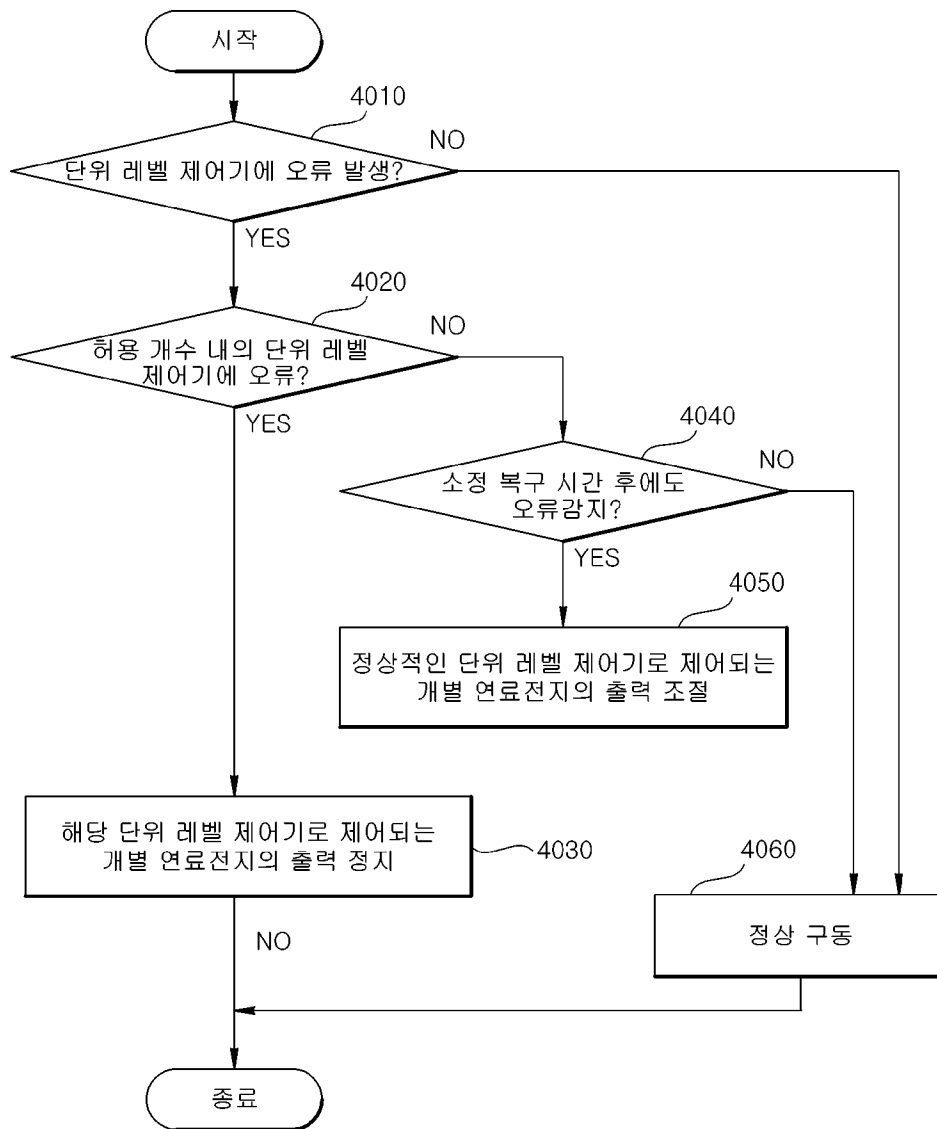 시작
4010
NO
단위 레벨 제어기에 오류 발생?
YES
4020
NO
허용 개수 내의 단위 레벨
제어기에 오류?
YES
4040
NO
소정 복구 시간 후에도
오류감지?
YES
4050
정상적인 단위 레벨 제어기로 제어되는
개별 연료전지의 출력 조절
해당 단위 레벨 제어기로 제어되는
개별 연료전지의 출력 정지
4030
4060
정상 구동
NO
종료